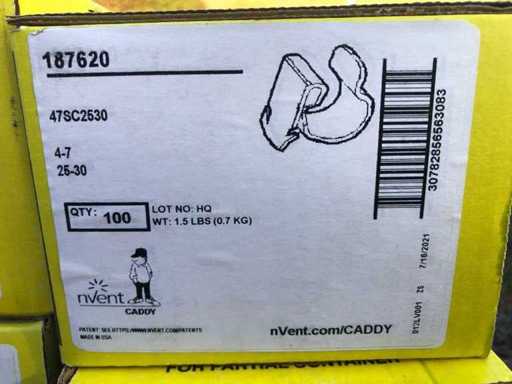 187620
47SC2530
4-7
25-30
QTY: 100
LOT NO: HQ
WT: 1.5 LBS (0.7 KG)
30782856563083
nVent
CADDY
PATENT: SEE HTTPS://WWW.NVENT.COM/PATENTS
MADE IN USA
nVent.com/CADDY
7/16/2021
FOR PARTIAL CONTAINER